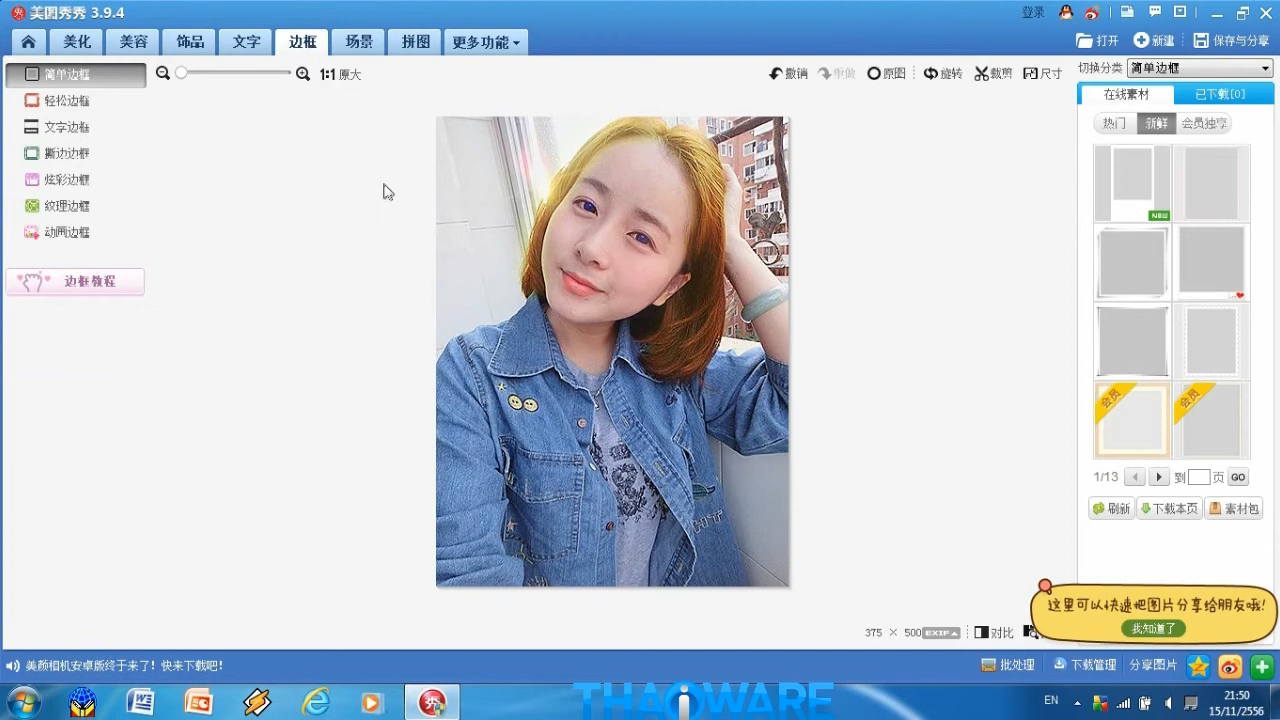 美图秀秀 3.9.4
登录
美化 美容 饰品 文字 边框 场景 拼图 更多功能
打开 新建 保存与分享
简单边框
轻松边框
文字边框
撕边边框
炫彩边框
纹理边框
动画边框
边框教程
1:1 原大
撤销 重做 原图 旋转 裁剪 尺寸
切换分类 简单边框
在线素材 已下载[0]
热门 新鲜 会员独享
NEW
会员 会员
1/13 到 页 GO
刷新 下载本页 素材包
这里可以快速把图片分享给朋友哦!
我知道了
375 × 500 EXIF 对比
美颜相机安卓版终于来了! 快来下载吧!
批处理 下载管理 分享图片
THAIWARE
EN
21:50
15/11/2556